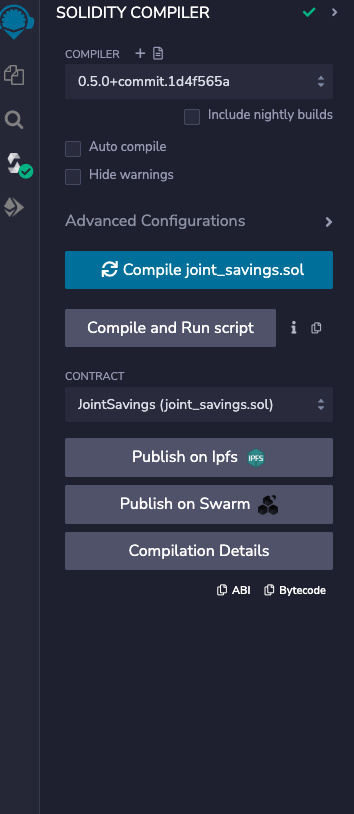 SOLIDITY COMPILER
COMPILER
0.5.0+commit.1d4f565a
Include nightly builds
Auto compile
Hide warnings
Advanced Configurations
Compile joint_savings.sol
Compile and Run script
CONTRACT
JointSavings (joint_savings.sol)
Publish on Ipfs IPFS
Publish on Swarm
Compilation Details
ABI Bytecode